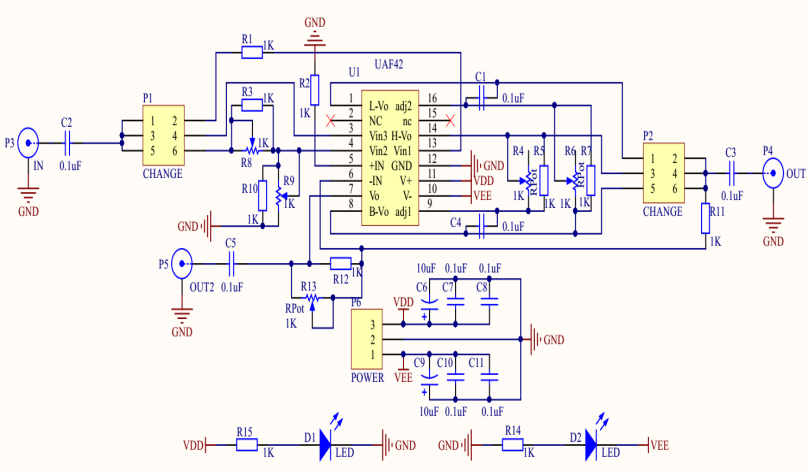 GND
R1 1K
UAF42
U1
R2
1K
C1
0.1uF
P1
R3
1K
C2
P3
IN
0.1uF
GND
1 2
3 4
5 6
CHANGE
1K
R8
R10
R9
1K
1K
GND
1 L-Vo adj2 16
2 NC nc 15
3 Vin3 H-Vo 14
4 Vin2 Vin1 13
5 +IN GND 12
6 -IN V+ 11
7 Vo V- 10
8 B-Vo adj1 9
GND
VDD
VEE
R4 R5
RPot
1K 1K
R6 R7
RPot
1K 1K
C4
0.1uF
P2
1 2
3 4
5 6
CHANGE
C3
0.1uF
P4
OUT
GND
R11
1K
P5
OUT2
GND
C5
0.1uF
R12
1K
R13
RPot
1K
P6
3
2
1
POWER
VDD
VEE
10uF 0.1uF 0.1uF
C6 C7 C8
+
GND
C9 C10 C11
+
10uF 0.1uF 0.1uF
VDD
R15
1K
D1
LED
GND
GND
R14
1K
D2
LED
VEE